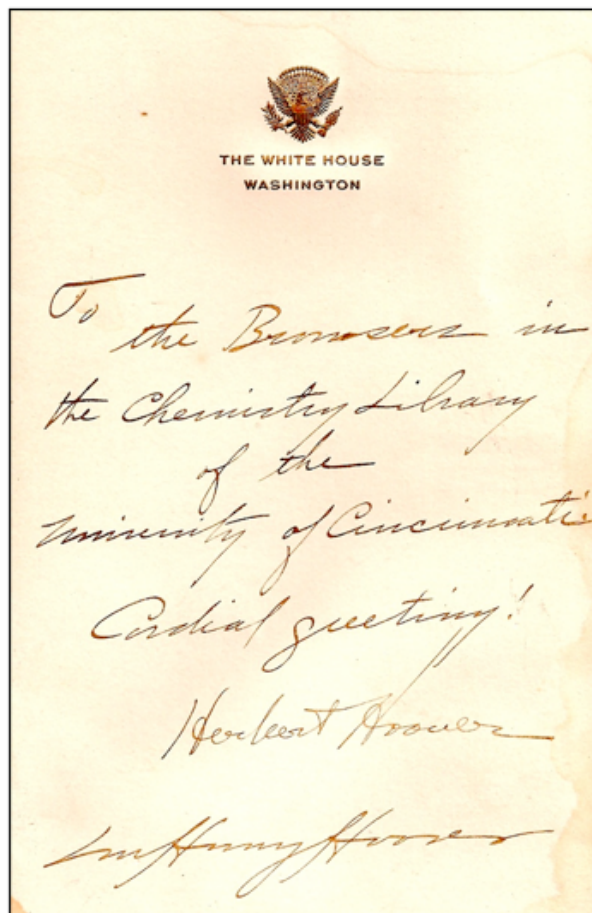 THE WHITE HOUSE
WASHINGTON
To
the Browsers in
the Chemistry Library
of the
University of Cincinnati
Cordial greeting!
Herbert Hoover
Lou Henry Hoover